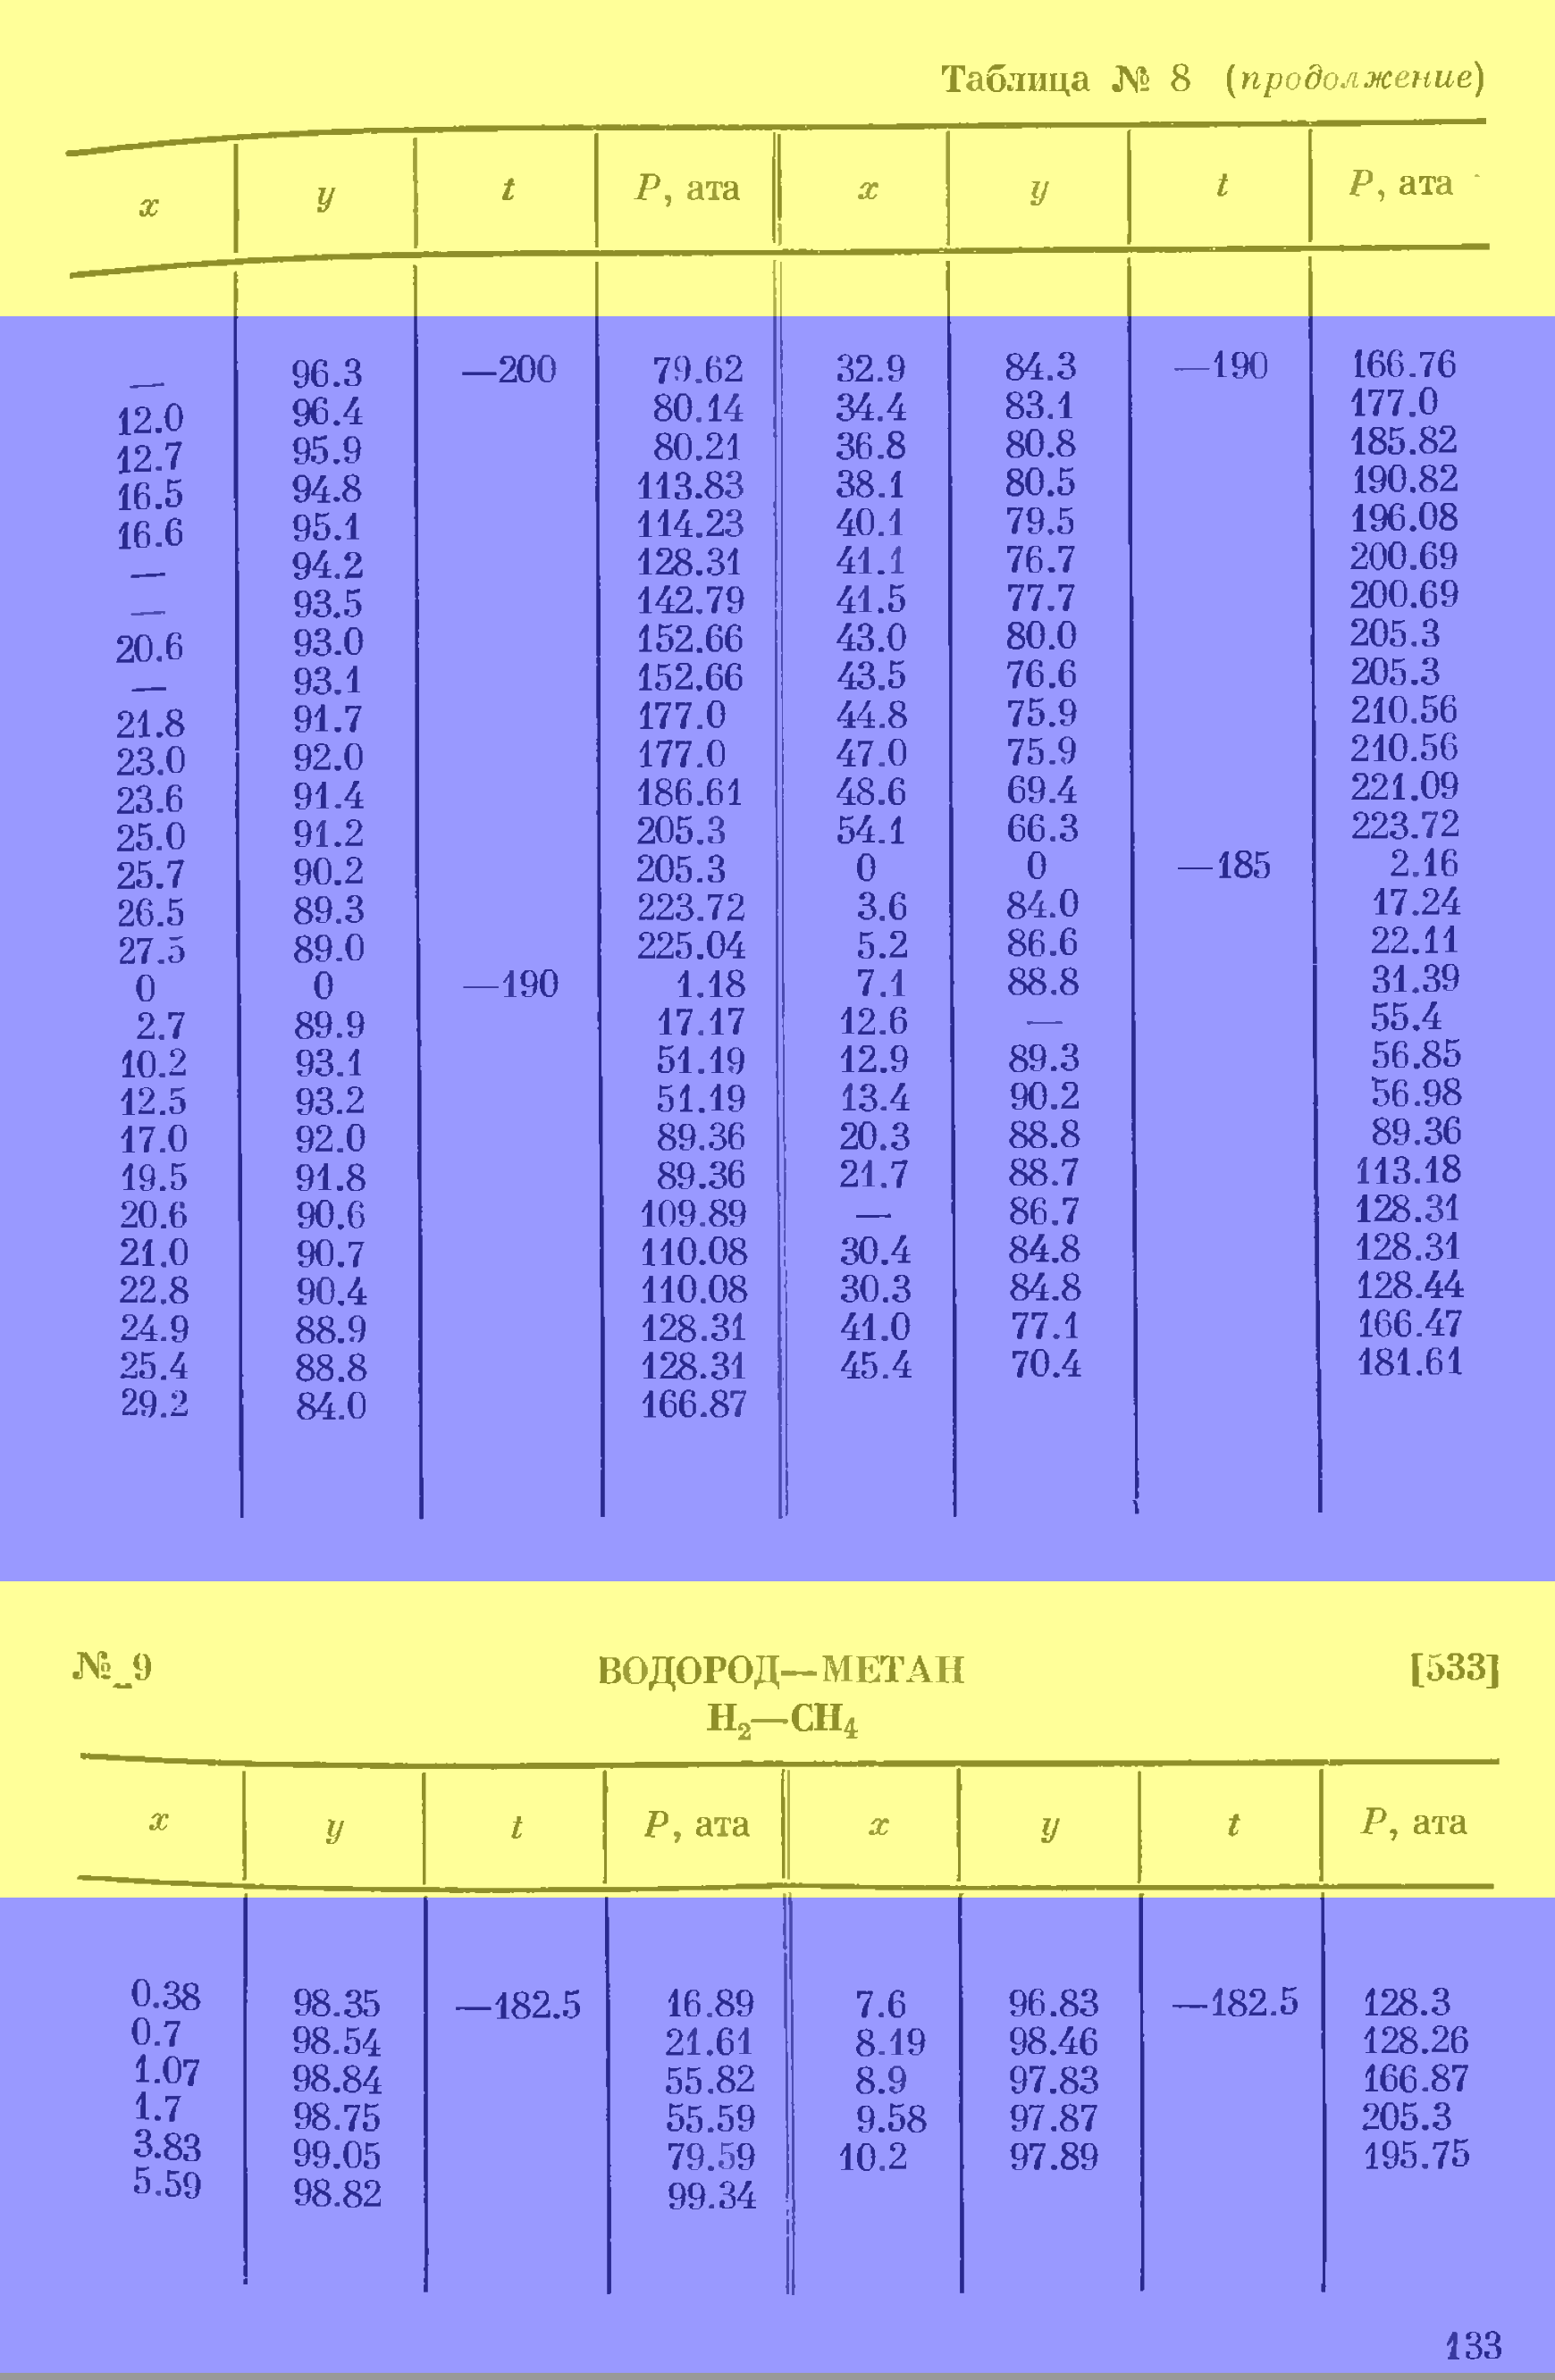 Таблица № 8 (продолжение)
x y t P, ата x y t P, ата
— 96.3 —200 79.62 32.9 84.3 —190 166.76
12.0 96.4 80.14 34.4 83.1 177.0
12.7 95.9 80.21 36.8 80.8 185.82
16.5 94.8 113.83 38.1 80.5 190.82
16.6 95.1 114.23 40.1 79.5 196.08
— 94.2 128.31 41.1 76.7 200.69
— 93.5 142.79 41.5 77.7 200.69
20.6 93.0 152.66 43.0 80.0 205.3
— 93.1 152.66 43.5 76.6 205.3
21.8 91.7 177.0 44.8 75.9 210.56
23.0 92.0 177.0 47.0 75.9 210.56
23.6 91.4 186.61 48.6 69.4 221.09
25.0 91.2 205.3 54.1 66.3 223.72
25.7 90.2 205.3 0 0 —185 2.16
26.5 89.3 223.72 3.6 84.0 17.24
27.5 89.0 225.04 5.2 86.6 22.11
0 0 —190 1.18 7.1 88.8 31.39
2.7 89.9 17.17 12.6 — 55.4
10.2 93.1 51.19 12.9 89.3 56.85
12.5 93.2 51.19 13.4 90.2 56.98
17.0 92.0 89.36 20.3 88.8 89.36
19.5 91.8 89.36 21.7 88.7 113.18
20.6 90.6 109.89 — 86.7 128.31
21.0 90.7 110.08 30.4 84.8 128.31
22.8 90.4 110.08 30.3 84.8 128.44
24.9 88.9 128.31 41.0 77.1 166.47
25.4 88.8 128.31 45.4 70.4 181.61
29.2 84.0 166.87
№ 9 ВОДОРОД—МЕТАН [533]
H₂—CH₄
x y t P, ата x y t P, ата
0.38 98.35 —182.5 16.89 7.6 96.83 —182.5 128.3
0.7 98.54 21.61 8.19 98.46 128.26
1.07 98.84 55.82 8.9 97.83 166.87
1.7 98.75 55.59 9.58 97.87 205.3
3.83 99.05 79.59 10.2 97.89 195.75
5.59 98.82 99.34
133